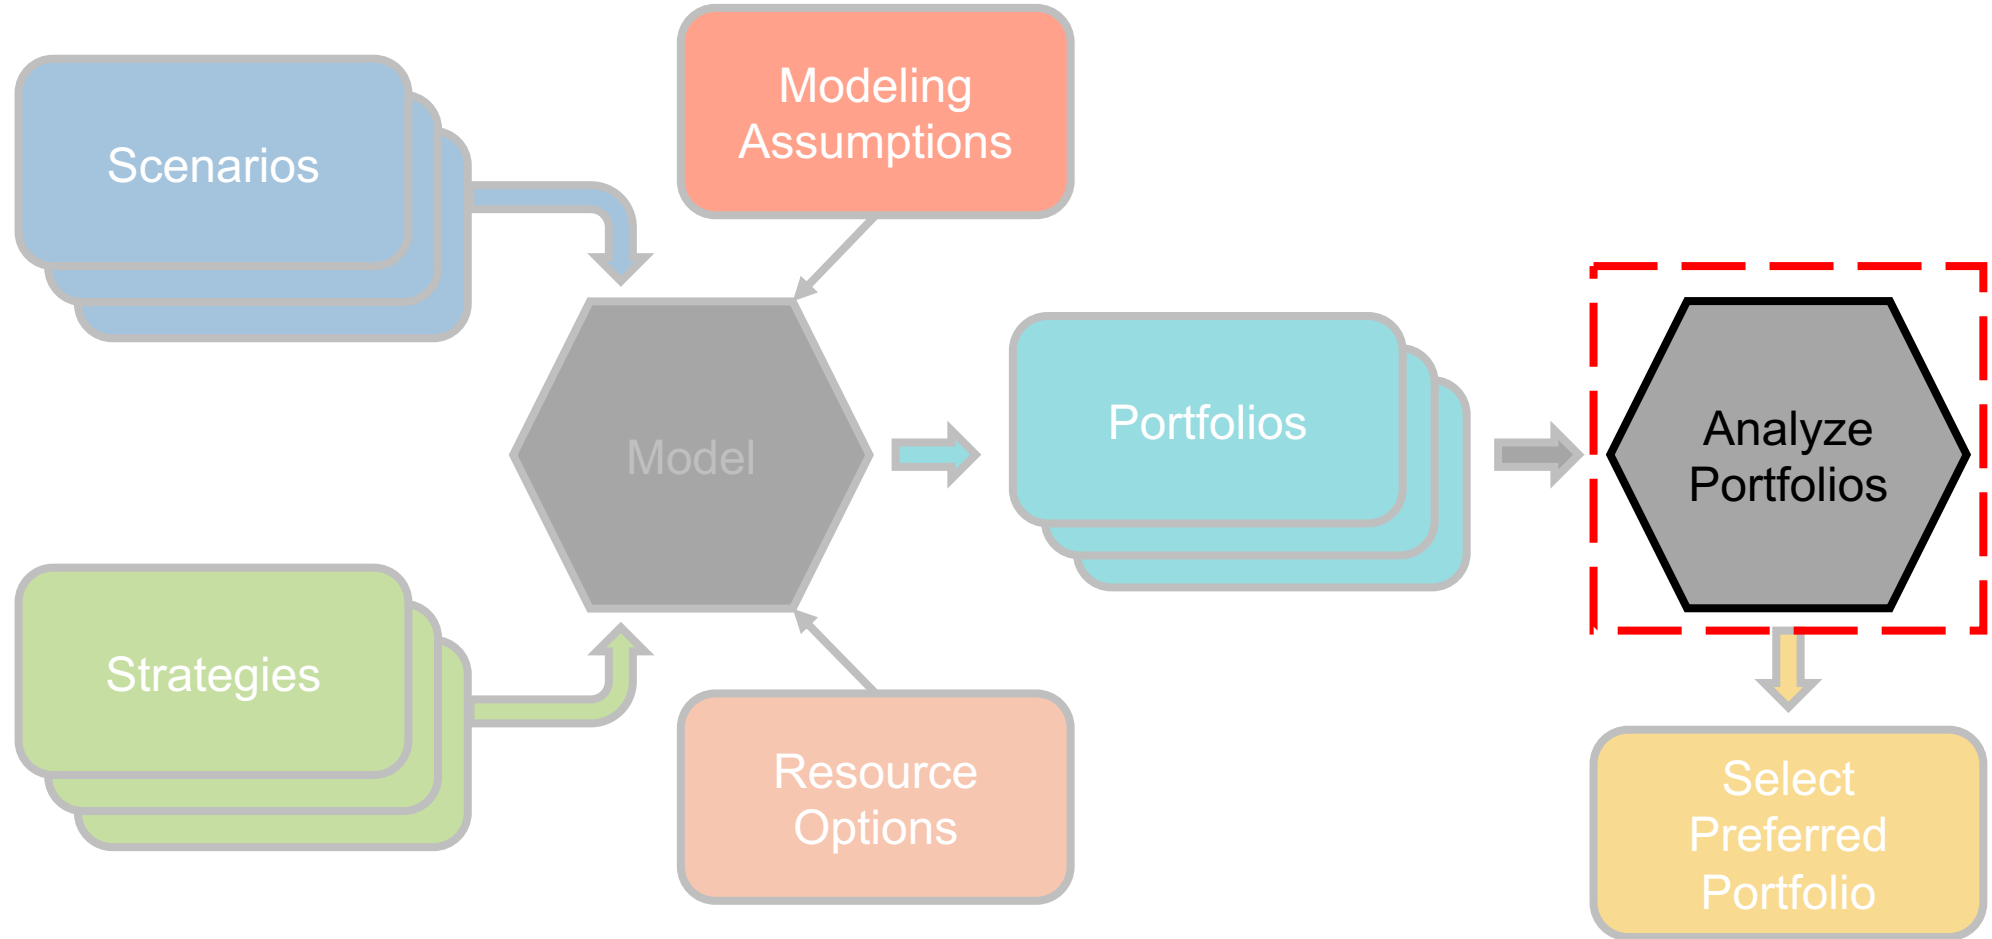 Modeling
Assumptions
Scenarios
Model
Portfolios
Analyze
Portfolios
Strategies
Resource
Options
Select
Preferred
Portfolio